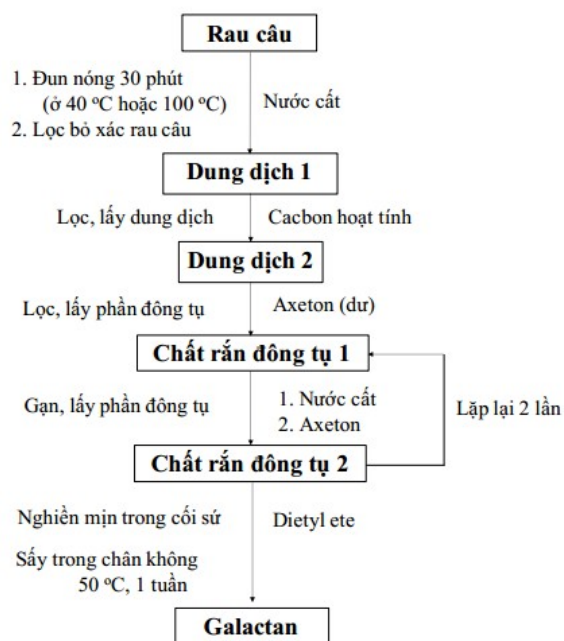 Rau câu
1. Đun nóng 30 phút
(ở 40 °C hoặc 100 °C)
2. Lọc bỏ xác rau câu
Nước cất
Dung dịch 1
Lọc, lấy dung dịch
Cacbon hoạt tính
Dung dịch 2
Lọc, lấy phần đông tụ
Axeton (dư)
Chất rắn đông tụ 1
Gạn, lấy phần đông tụ
1. Nước cất
2. Axeton
Lặp lại 2 lần
Chất rắn đông tụ 2
Nghiền mịn trong cối sứ
Dietyl ete
Sấy trong chân không
50 °C, 1 tuần
Galactan